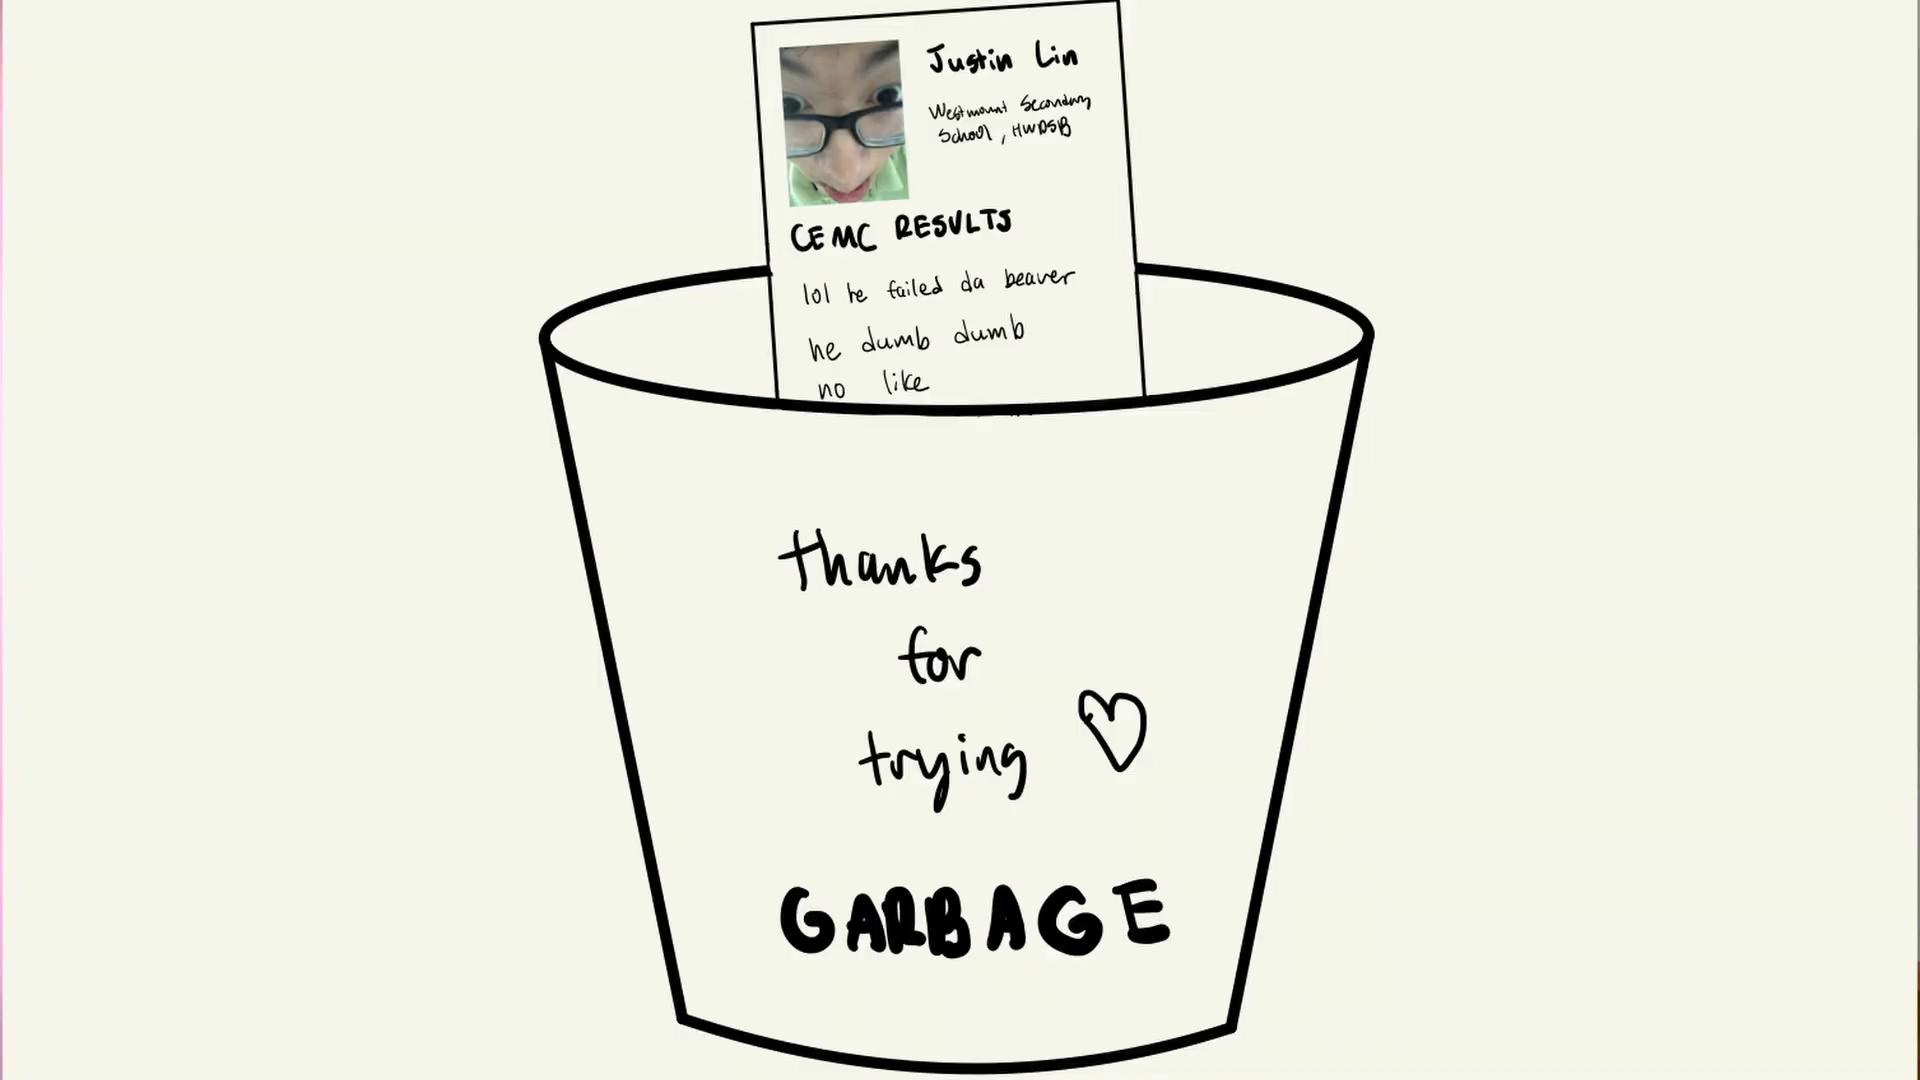 Justin Lin
Westmount Secondary
School, HWDSB
CEMC RESULTS
lol he failed da beaver
he dumb dumb
no like
thanks
for
trying
GARBAGE